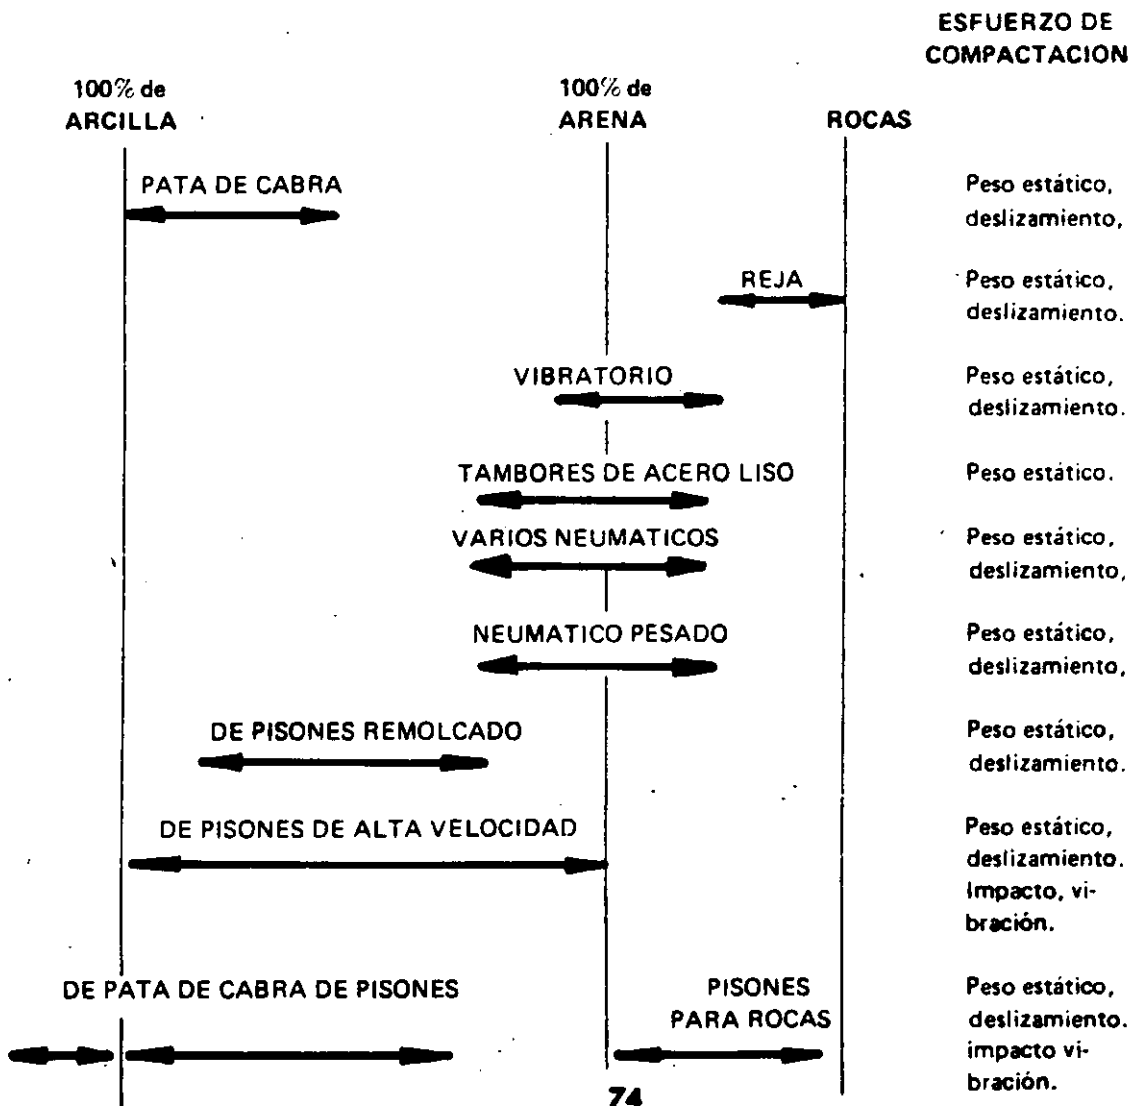 ESFUERZO DE
COMPACTACION
100% de
ARCILLA
100% de
ARENA
ROCAS
PATA DE CABRA
Peso estático,
deslizamiento,
REJA
Peso estático,
deslizamiento.
VIBRATORIO
Peso estático,
deslizamiento.
TAMBORES DE ACERO LISO
Peso estático.
VARIOS NEUMATICOS
Peso estático,
deslizamiento,
NEUMATICO PESADO
Peso estático,
deslizamiento,
DE PISONES REMOLCADO
Peso estático,
deslizamiento.
DE PISONES DE ALTA VELOCIDAD
Peso estático,
deslizamiento.
Impacto, vi-
bración.
DE PATA DE CABRA DE PISONES
PISONES
PARA ROCAS
Peso estático,
deslizamiento.
impacto vi-
bración.
74